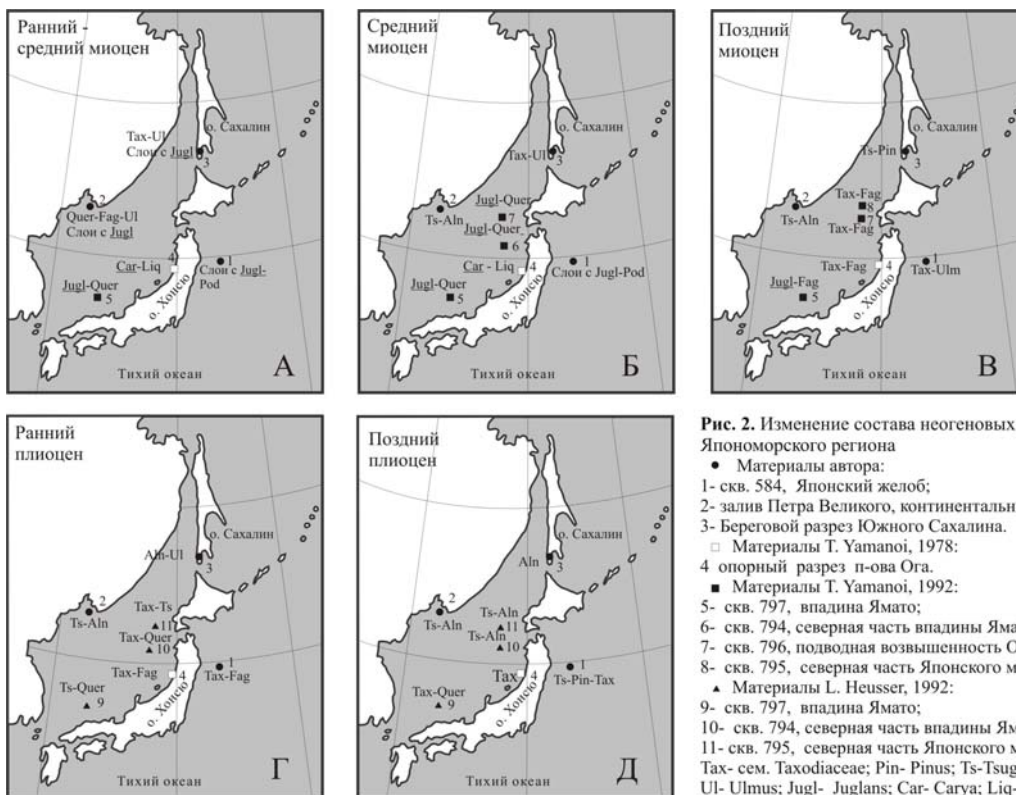 Ранний -
средний миоцен
о. Сахалин
Tax-Ul
Слои с Jugl
3
2
Quer-Fag-Ul
Слои с Jugl
4
Car-Liq
1
Слои с Jugl-
Pod
Jugl-Quer
5
о. Хонсю
Тихий океан
А
Средний
миоцен
о. Сахалин
Tax-Ul
3
2
Ts-Aln
Jugl-Quer
7
Jugl-Quer
6
Car - Liq
4
1
Слои с Jugl-Pod
Jugl-Quer
5
о. Хонсю
Тихий океан
Б
Поздний
миоцен
о. Сахалин
Ts-Pin
3
2
Ts-Aln
Tax-Fag
8
7
Tax-Fag
Tax-Fag
4
1
Tax-Ulm
Jugl-Fag
5
о. Хонсю
Тихий океан
В
Ранний
плиоцен
о. Сахалин
Aln-Ul
3
2
Ts-Aln
Tax-Ts
11
Tax-Quer
10
Tax-Fag
4
1
Tax-Fag
Ts-Quer
9
о. Хонсю
Тихий океан
Г
Поздний
плиоцен
о. Сахалин
Aln
3
2
Ts-Aln
Ts-Aln
11
Ts-Aln
10
Tax
4
1
Ts-Pin-Tax
Tax-Quer
9
о. Хонсю
Тихий океан
Д
Рис. 2. Изменение состава неогеновых
Япономорского региона
● Материалы автора:
1- скв. 584, Японский желоб;
2- залив Петра Великого, континентальн
3- Береговой разрез Южного Сахалина.
□ Материалы T. Yamanoi, 1978:
4 опорный разрез п-ова Ога.
■ Материалы T. Yamanoi, 1992:
5- скв. 797, впадина Ямато;
6- скв. 794, северная часть впадины Яма
7- скв. 796, подводная возвышенность О
8- скв. 795, северная часть Японского м
▲ Материалы L. Heusser, 1992:
9- скв. 797, впадина Ямато;
10- скв. 794, северная часть впадины Ям
11- скв. 795, северная часть Японского м
Tax- сем. Taxodiaceae; Pin- Pinus; Ts-Tsug
Ul- Ulmus; Jugl- Juglans; Car- Carya; Liq-